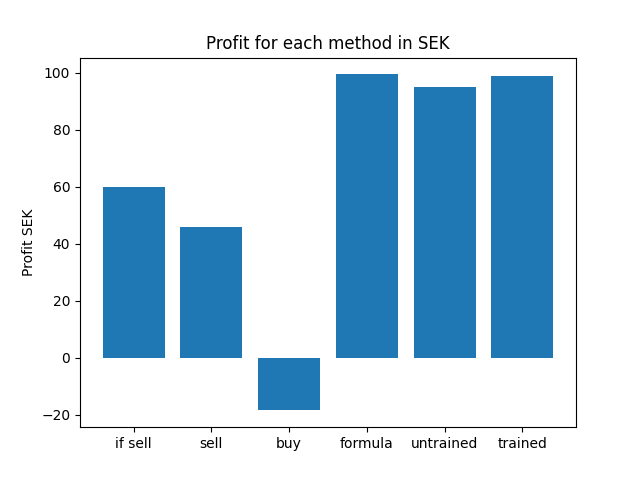 Profit for each method in SEK
Profit SEK
100
80
60
40
20
0
−20
if sell
sell
buy
formula
untrained
trained